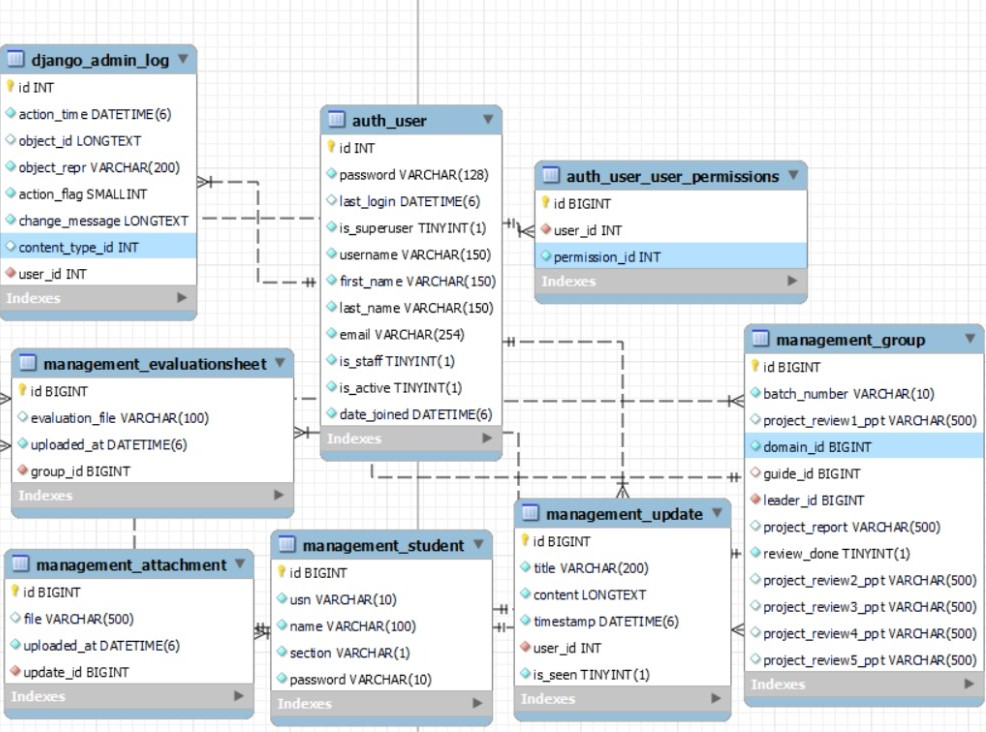 django_admin_log
id INT
action_time DATETIME(6)
object_id LONGTEXT
object_repr VARCHAR(200)
action_flag SMALLINT
change_message LONGTEXT
content_type_id INT
user_id INT
Indexes
auth_user
id INT
password VARCHAR(128)
last_login DATETIME(6)
is_superuser TINYINT(1)
username VARCHAR(150)
first_name VARCHAR(150)
last_name VARCHAR(150)
email VARCHAR(254)
is_staff TINYINT(1)
is_active TINYINT(1)
date_joined DATETIME(6)
Indexes
auth_user_user_permissions
id BIGINT
user_id INT
permission_id INT
Indexes
management_evaluationsheet
id BIGINT
evaluation_file VARCHAR(100)
uploaded_at DATETIME(6)
group_id BIGINT
Indexes
management_group
id BIGINT
batch_number VARCHAR(10)
project_review1_ppt VARCHAR(500)
domain_id BIGINT
guide_id BIGINT
leader_id BIGINT
project_report VARCHAR(500)
review_done TINYINT(1)
project_review2_ppt VARCHAR(500)
project_review3_ppt VARCHAR(500)
project_review4_ppt VARCHAR(500)
project_review5_ppt VARCHAR(500)
Indexes
management_attachment
id BIGINT
file VARCHAR(500)
uploaded_at DATETIME(6)
update_id BIGINT
Indexes
management_student
id BIGINT
usn VARCHAR(10)
name VARCHAR(100)
section VARCHAR(1)
password VARCHAR(10)
Indexes
management_update
id BIGINT
title VARCHAR(200)
content LONGTEXT
timestamp DATETIME(6)
user_id INT
is_seen TINYINT(1)
Indexes